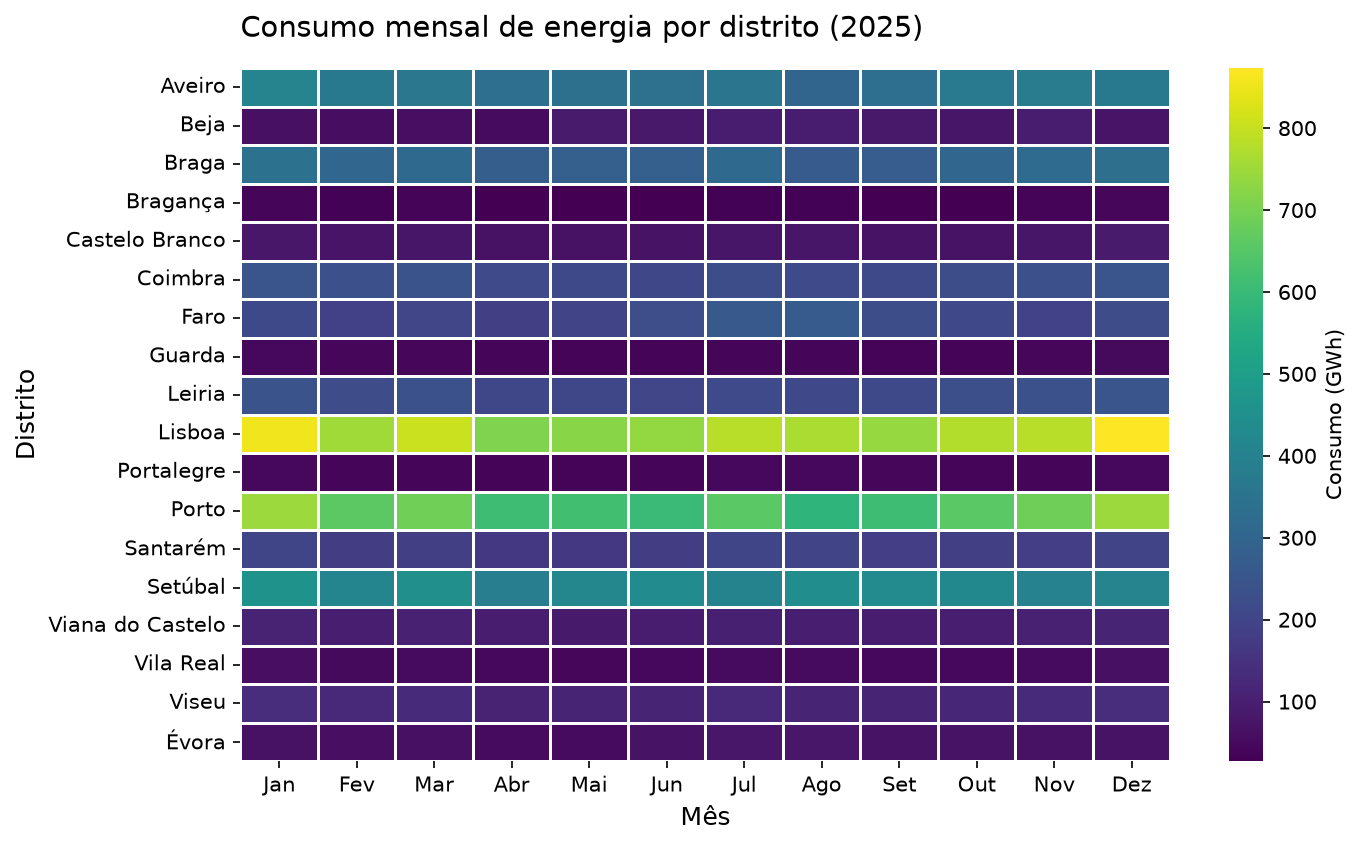 Consumo mensal de energia por distrito (2025)
Distrito
Aveiro
Beja
Braga
Bragança
Castelo Branco
Coimbra
Faro
Guarda
Leiria
Lisboa
Portalegre
Porto
Santarém
Setúbal
Viana do Castelo
Vila Real
Viseu
Évora
Jan Fev Mar Abr Mai Jun Jul Ago Set Out Nov Dez
Mês
800
700
600
500
400
300
200
100
Consumo (GWh)